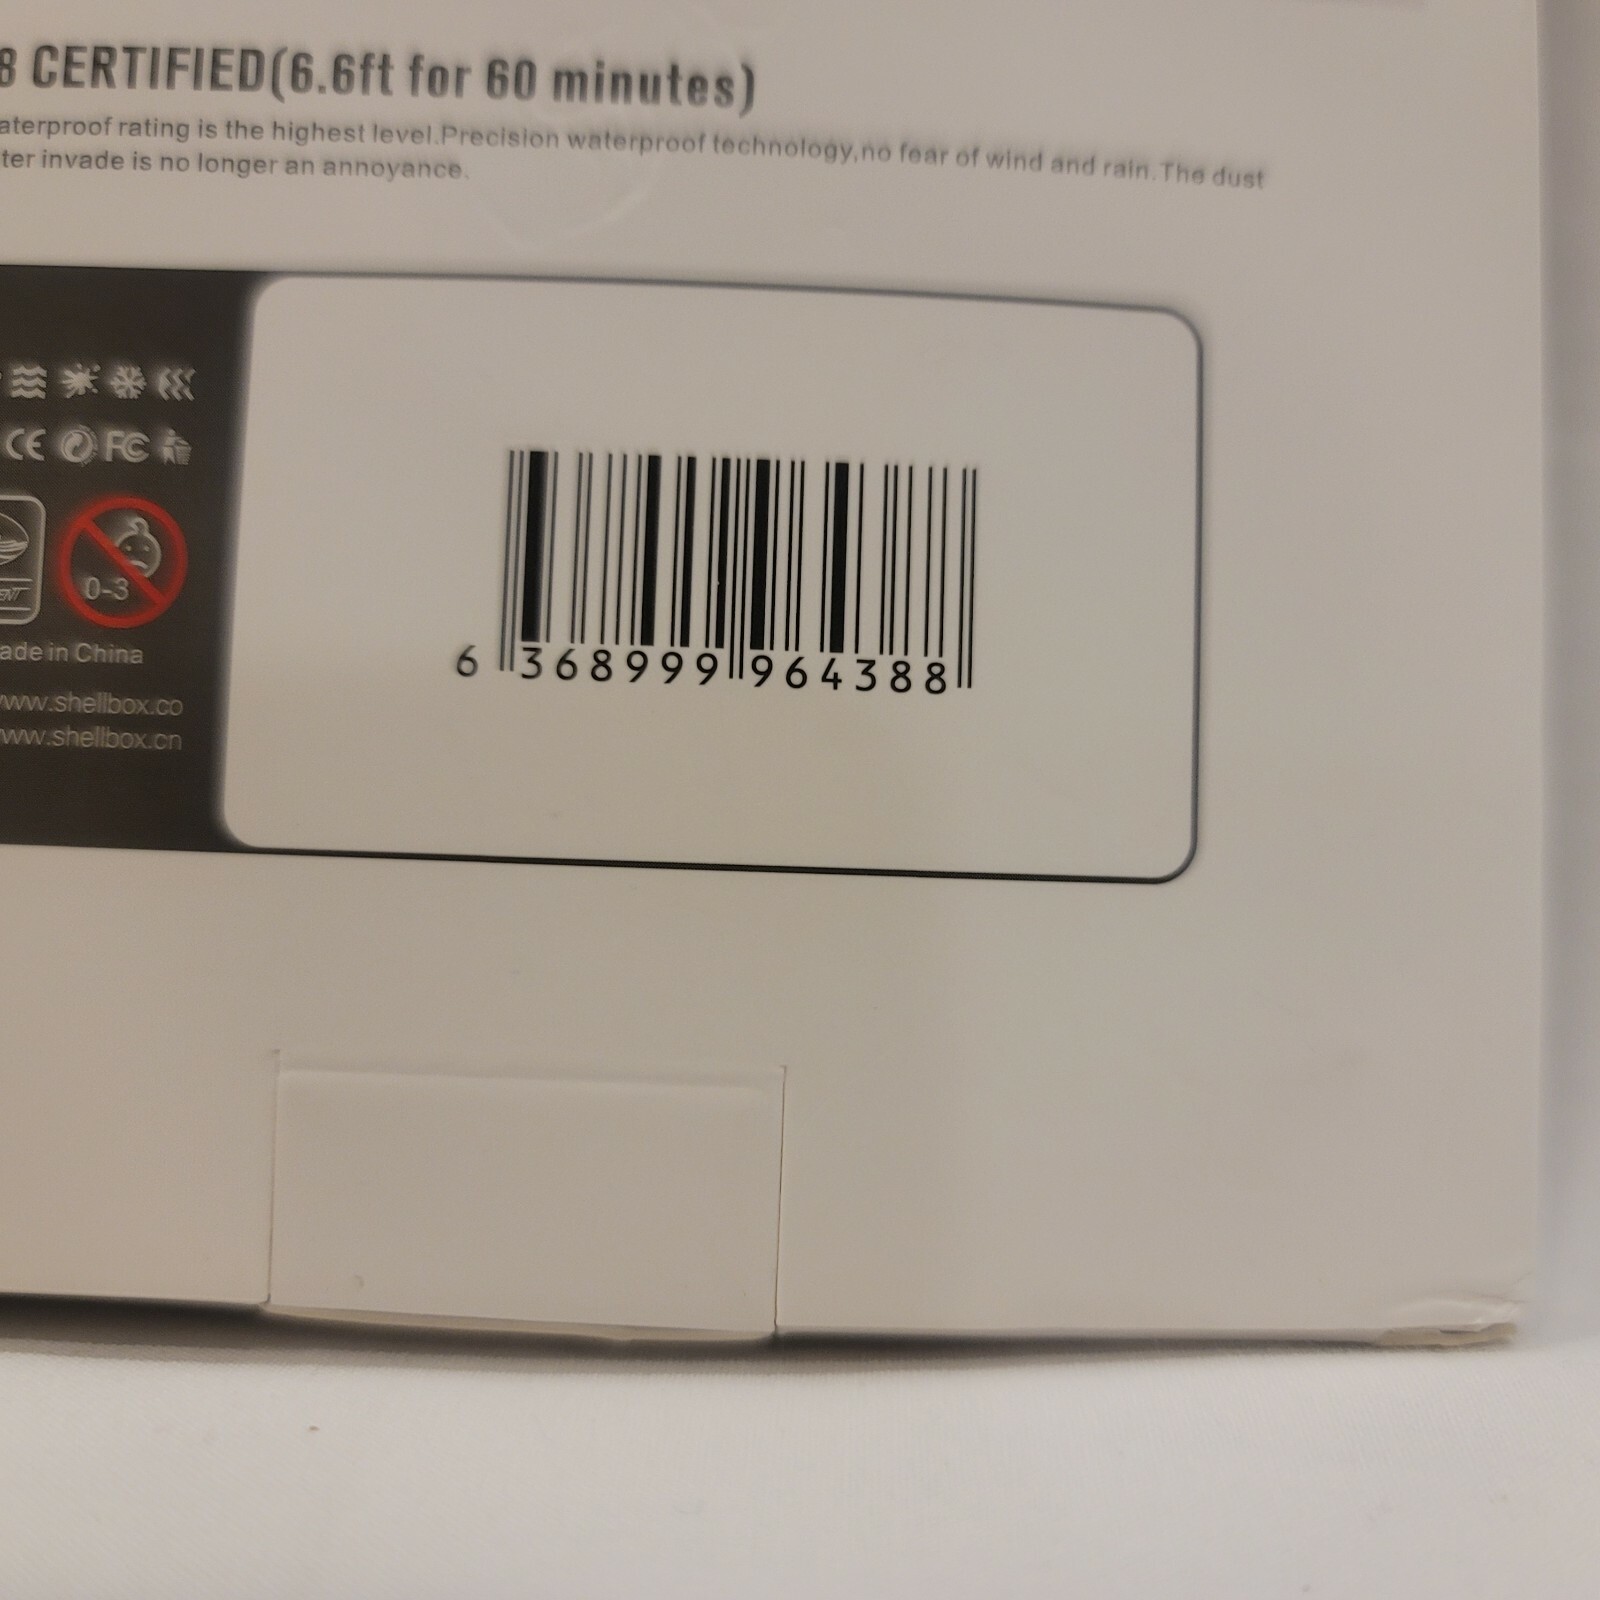 8 CERTIFIED(6.6ft for 60 minutes)
aterproof rating is the highest level.Precision waterproof technology,no fear of wind and rain.The dust
ter invade is no longer an annoyance.
CE FC
0-3
ade in China
www.shellbox.co
www.shellbox.cn
6 368999 964388